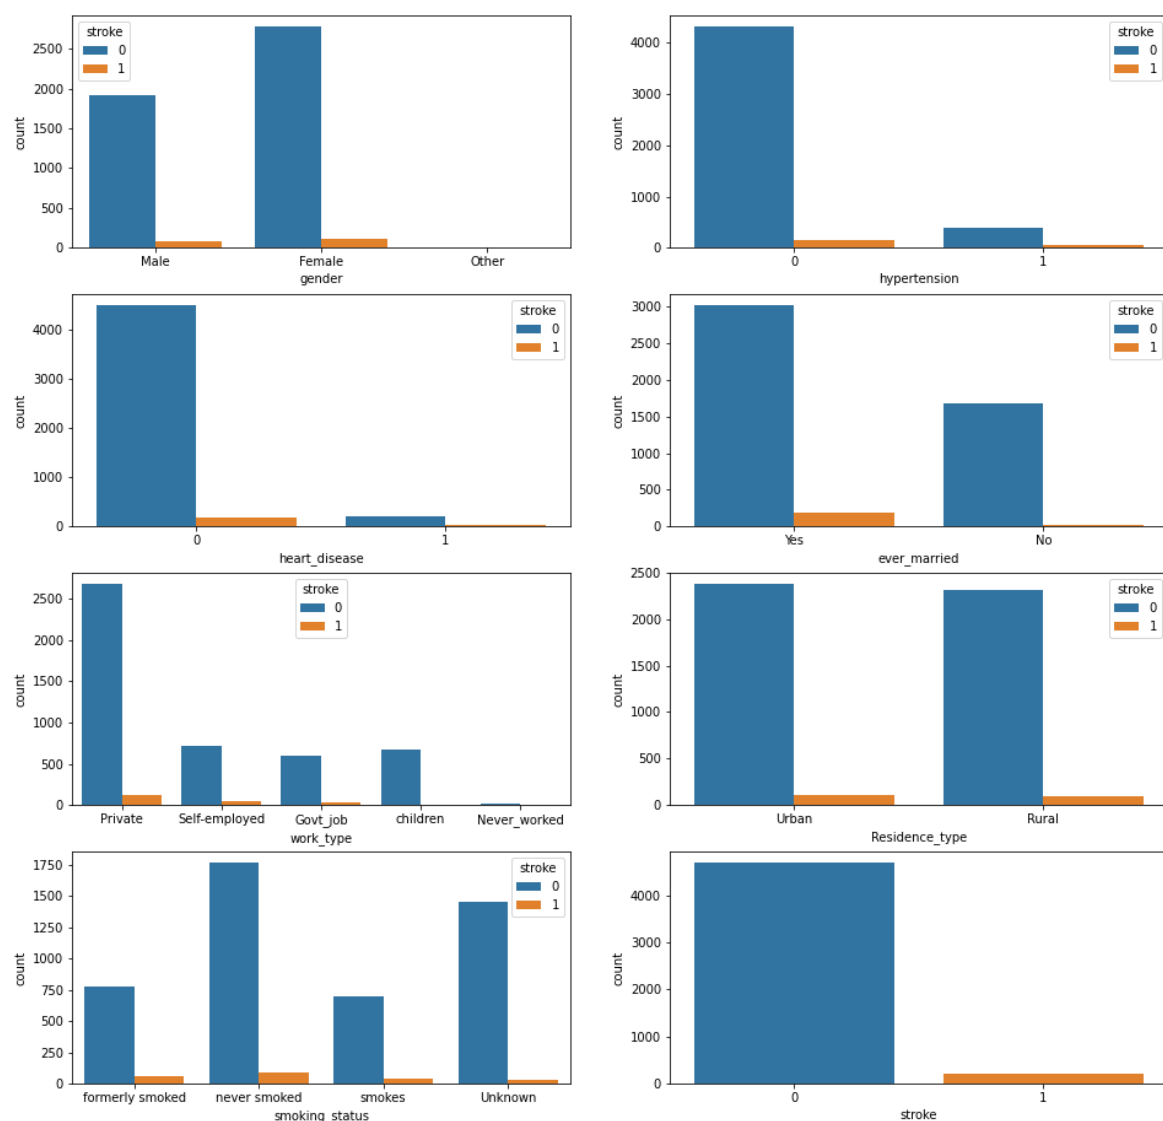 stroke
0
1
2500
2000
1500
1000
500
0
count
Male Female Other
gender
stroke
0
1
4000
3000
2000
1000
0
count
0 1
hypertension
stroke
0
1
4000
3000
2000
1000
0
count
0 1
heart_disease
stroke
0
1
3000
2500
2000
1500
1000
500
0
count
Yes No
ever_married
stroke
0
1
2500
2000
1500
1000
500
0
count
Private Self-employed Govt_job children Never_worked
work_type
stroke
0
1
2500
2000
1500
1000
500
0
count
Urban Rural
Residence_type
stroke
0
1
1750
1500
1250
1000
750
500
250
0
count
formerly smoked never smoked smokes Unknown
smoking_status
4000
3000
2000
1000
0
count
0 1
stroke